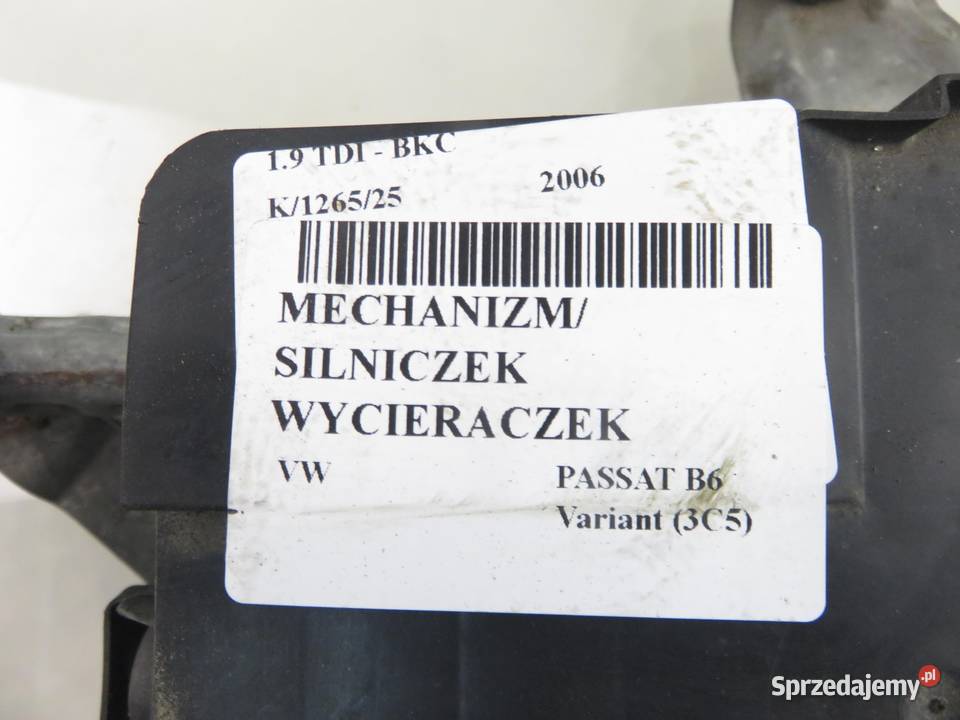 1.9 TDI - BKC
K/1265/25 2006
MECHANIZM/
SILNICZEK
WYCIERACZEK
VW PASSAT B6
Variant (3C5)
Sprzedajemy.pl